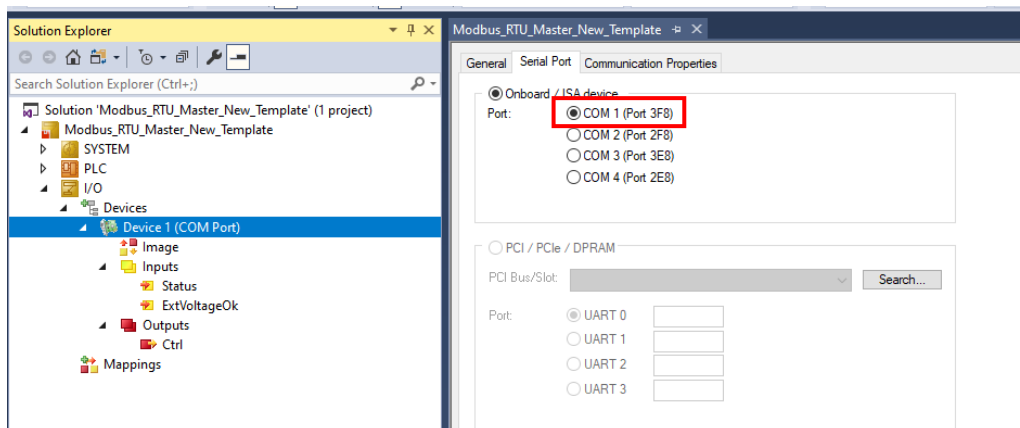 Solution Explorer
Search Solution Explorer (Ctrl+;)
Solution 'Modbus_RTU_Master_New_Template' (1 project)
Modbus_RTU_Master_New_Template
SYSTEM
PLC
I/O
Devices
Device 1 (COM Port)
Image
Inputs
Status
ExtVoltageOk
Outputs
Ctrl
Mappings
Modbus_RTU_Master_New_Template
General Serial Port Communication Properties
Onboard / ISA device
Port: COM 1 (Port 3F8)
COM 2 (Port 2F8)
COM 3 (Port 3E8)
COM 4 (Port 2E8)
PCI / PCIe / DPRAM
PCI Bus/Slot: Search...
Port: UART 0
UART 1
UART 2
UART 3